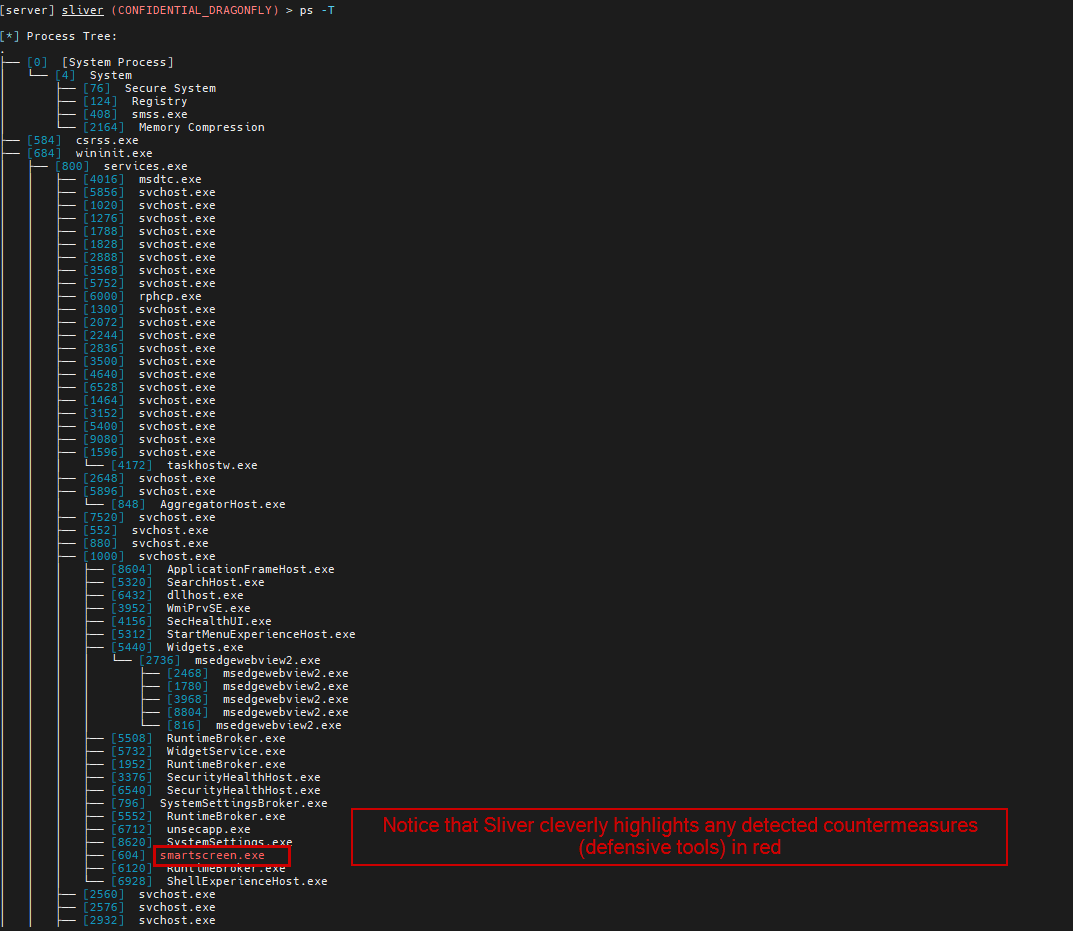 [server] sliver (CONFIDENTIAL_DRAGONFLY) > ps -T
[*] Process Tree:
.
[0] [System Process]
[4] System
[76] Secure System
[124] Registry
[408] smss.exe
[2164] Memory Compression
[584] csrss.exe
[684] wininit.exe
[800] services.exe
[4016] msdtc.exe
[5856] svchost.exe
[1020] svchost.exe
[1276] svchost.exe
[1788] svchost.exe
[1828] svchost.exe
[2888] svchost.exe
[3568] svchost.exe
[5752] svchost.exe
[6000] rphcp.exe
[1300] svchost.exe
[2072] svchost.exe
[2244] svchost.exe
[2836] svchost.exe
[3500] svchost.exe
[4640] svchost.exe
[6528] svchost.exe
[1464] svchost.exe
[3152] svchost.exe
[5400] svchost.exe
[9080] svchost.exe
[1596] svchost.exe
[4172] taskhostw.exe
[2648] svchost.exe
[5896] svchost.exe
[848] AggregatorHost.exe
[7520] svchost.exe
[552] svchost.exe
[880] svchost.exe
[1000] svchost.exe
[8604] ApplicationFrameHost.exe
[5320] SearchHost.exe
[6432] dllhost.exe
[3952] WmiPrvSE.exe
[4156] SecHealthUI.exe
[5312] StartMenuExperienceHost.exe
[5440] Widgets.exe
[2736] msedgewebview2.exe
[2468] msedgewebview2.exe
[1780] msedgewebview2.exe
[3968] msedgewebview2.exe
[8804] msedgewebview2.exe
[816] msedgewebview2.exe
[5508] RuntimeBroker.exe
[5732] WidgetService.exe
[1952] RuntimeBroker.exe
[3376] SecurityHealthHost.exe
[6540] SecurityHealthHost.exe
[796] SystemSettingsBroker.exe
[5552] RuntimeBroker.exe
[6712] unsecapp.exe
[8620] SystemSettings.exe
[604] smartscreen.exe
[6120] RuntimeBroker.exe
[6928] ShellExperienceHost.exe
[2560] svchost.exe
[2576] svchost.exe
[2932] svchost.exe
Notice that Sliver cleverly highlights any detected countermeasures
(defensive tools) in red